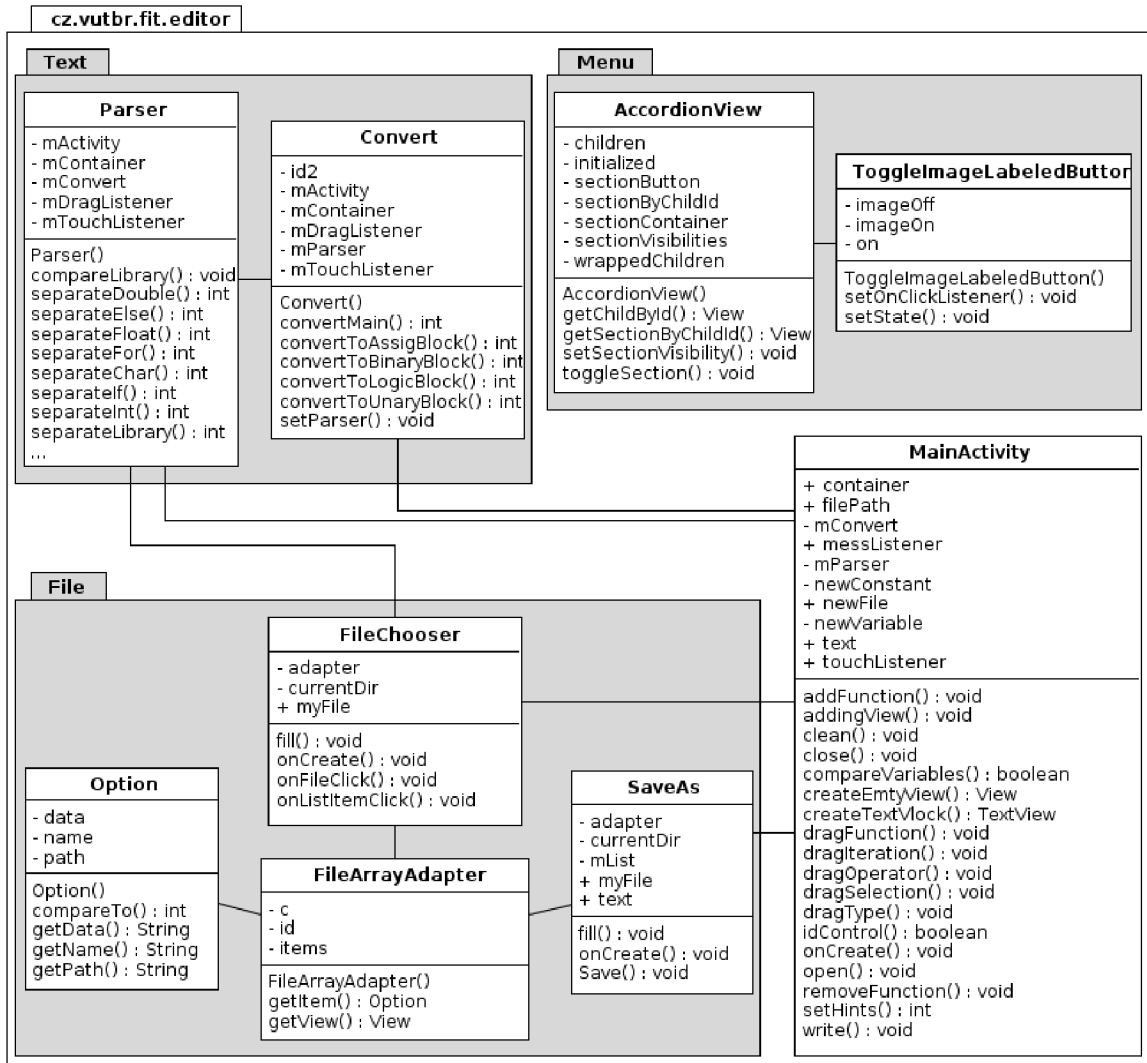 cz.vutbr.fit.editor
Text
Parser
- mActivity
- mContainer
- mConvert
- mDragListener
- mTouchListener
Parser()
compareLibrary() : void
separateDouble() : int
separateElse() : int
separateFloat() : int
separateFor() : int
separateChar() : int
separateIf() : int
separateInt() : int
separateLibrary() : int
...
Convert
- id2
- mActivity
- mContainer
- mDragListener
- mParser
- mTouchListener
Convert()
convertMain() : int
convertToAssigBlock() : int
convertToBinaryBlock() : int
convertToLogicBlock() : int
convertToUnaryBlock() : int
setParser() : void
Menu
AccordionView
- children
- initialized
- sectionButton
- sectionByChildId
- sectionContainer
- sectionVisibilities
- wrappedChildren
AccordionView()
getChildById() : View
getSectionByChildId() : View
setSectionVisibility() : void
toggleSection() : void
ToggleImageLabeledButtor
- imageOff
- imageOn
- on
ToggleImageLabeledButton()
setOnClickListener() : void
setState() : void
MainActivity
+ container
+ filePath
- mConvert
+ messListener
- mParser
- newConstant
+ newFile
- newVariable
+ text
+ touchListener
addFunction() : void
addingView() : void
clean() : void
close() : void
compareVariables() : boolean
createEmtyView() : View
createTextVlock() : TextView
dragFunction() : void
dragIteration() : void
dragOperator() : void
dragSelection() : void
dragType() : void
idControl() : boolean
onCreate() : void
open() : void
removeFunction() : void
setHints() : int
write() : void
File
FileChooser
- adapter
- currentDir
+ myFile
fill() : void
onCreate() : void
onFileClick() : void
onListItemClick() : void
Option
- data
- name
- path
Option()
compareTo() : int
getData() : String
getName() : String
getPath() : String
FileArrayAdapter
- c
- id
- items
FileArrayAdapter()
getItem() : Option
getView() : View
SaveAs
- adapter
- currentDir
- mList
+ myFile
+ text
fill() : void
onCreate() : void
Save() : void